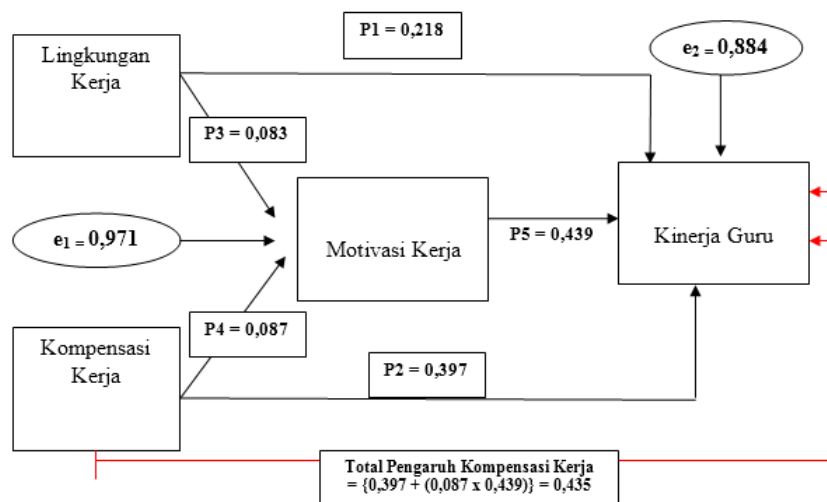 P1 = 0,218
Lingkungan
Kerja
e2 = 0,884
P3 = 0,083
e1 = 0,971
Motivasi Kerja
P5 = 0,439
Kinerja Guru
P4 = 0,087
Kompensasi
Kerja
P2 = 0,397
Total Pengaruh Kompensasi Kerja
= {0,397 + (0,087 x 0,439)} = 0,435